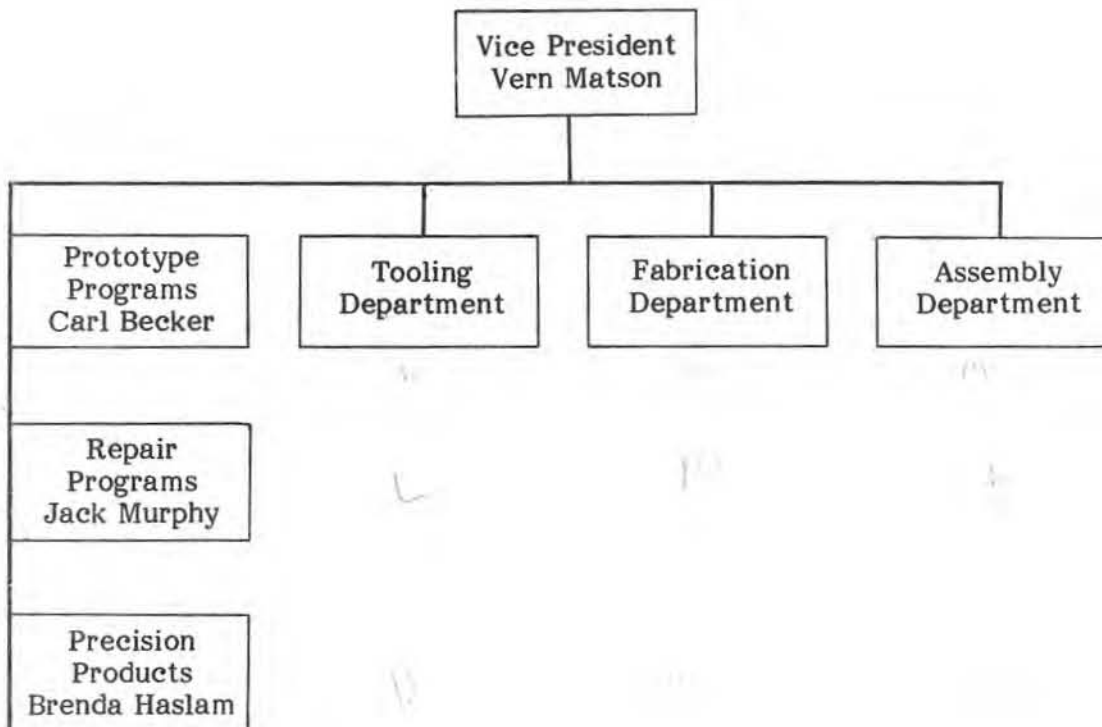 Vice President
Vern Matson
Prototype
Programs
Carl Becker
Tooling
Department
Fabrication
Department
Assembly
Department
Repair
Programs
Jack Murphy
Precision
Products
Brenda Haslam